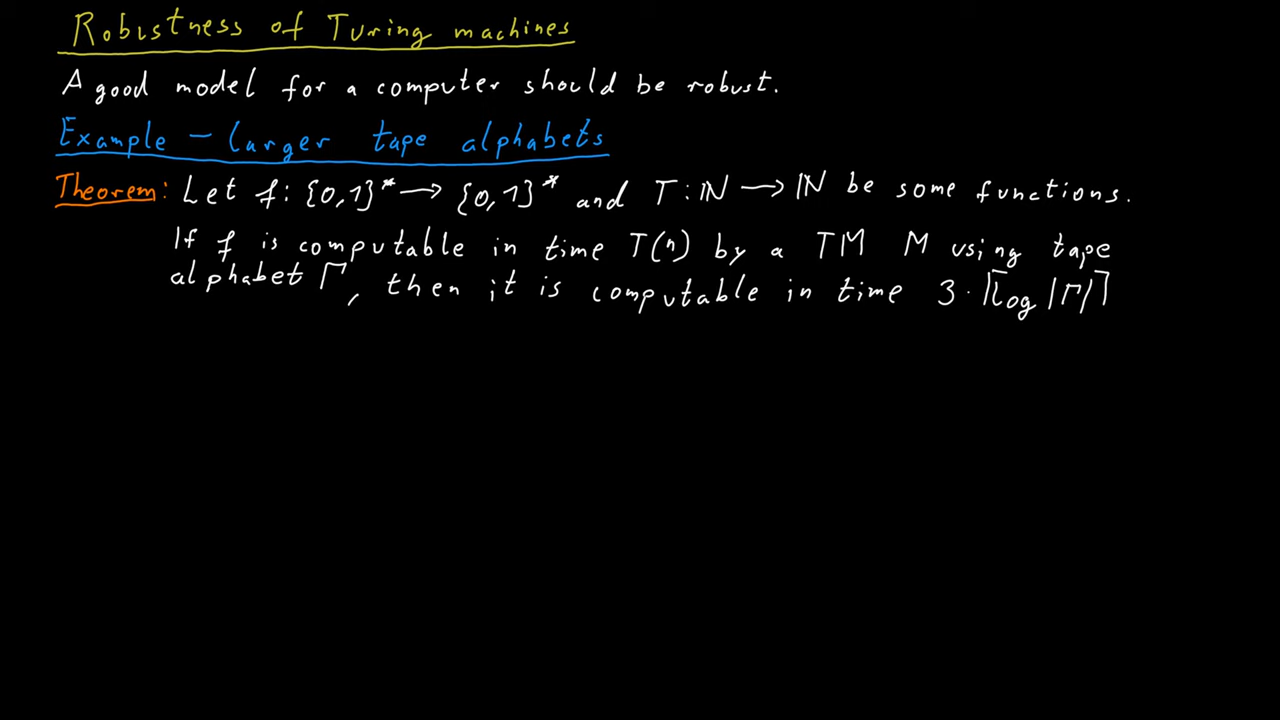 Robustness of Turing machines
A good model for a computer should be robust.
Example – larger tape alphabets
Theorem: Let f: {0,1}* → {0,1}* and T: ℕ → ℕ be some functions.
If f is computable in time T(n) by a TM M using tape
alphabet Γ, then it is computable in time 3·⌈log |Γ|⌉